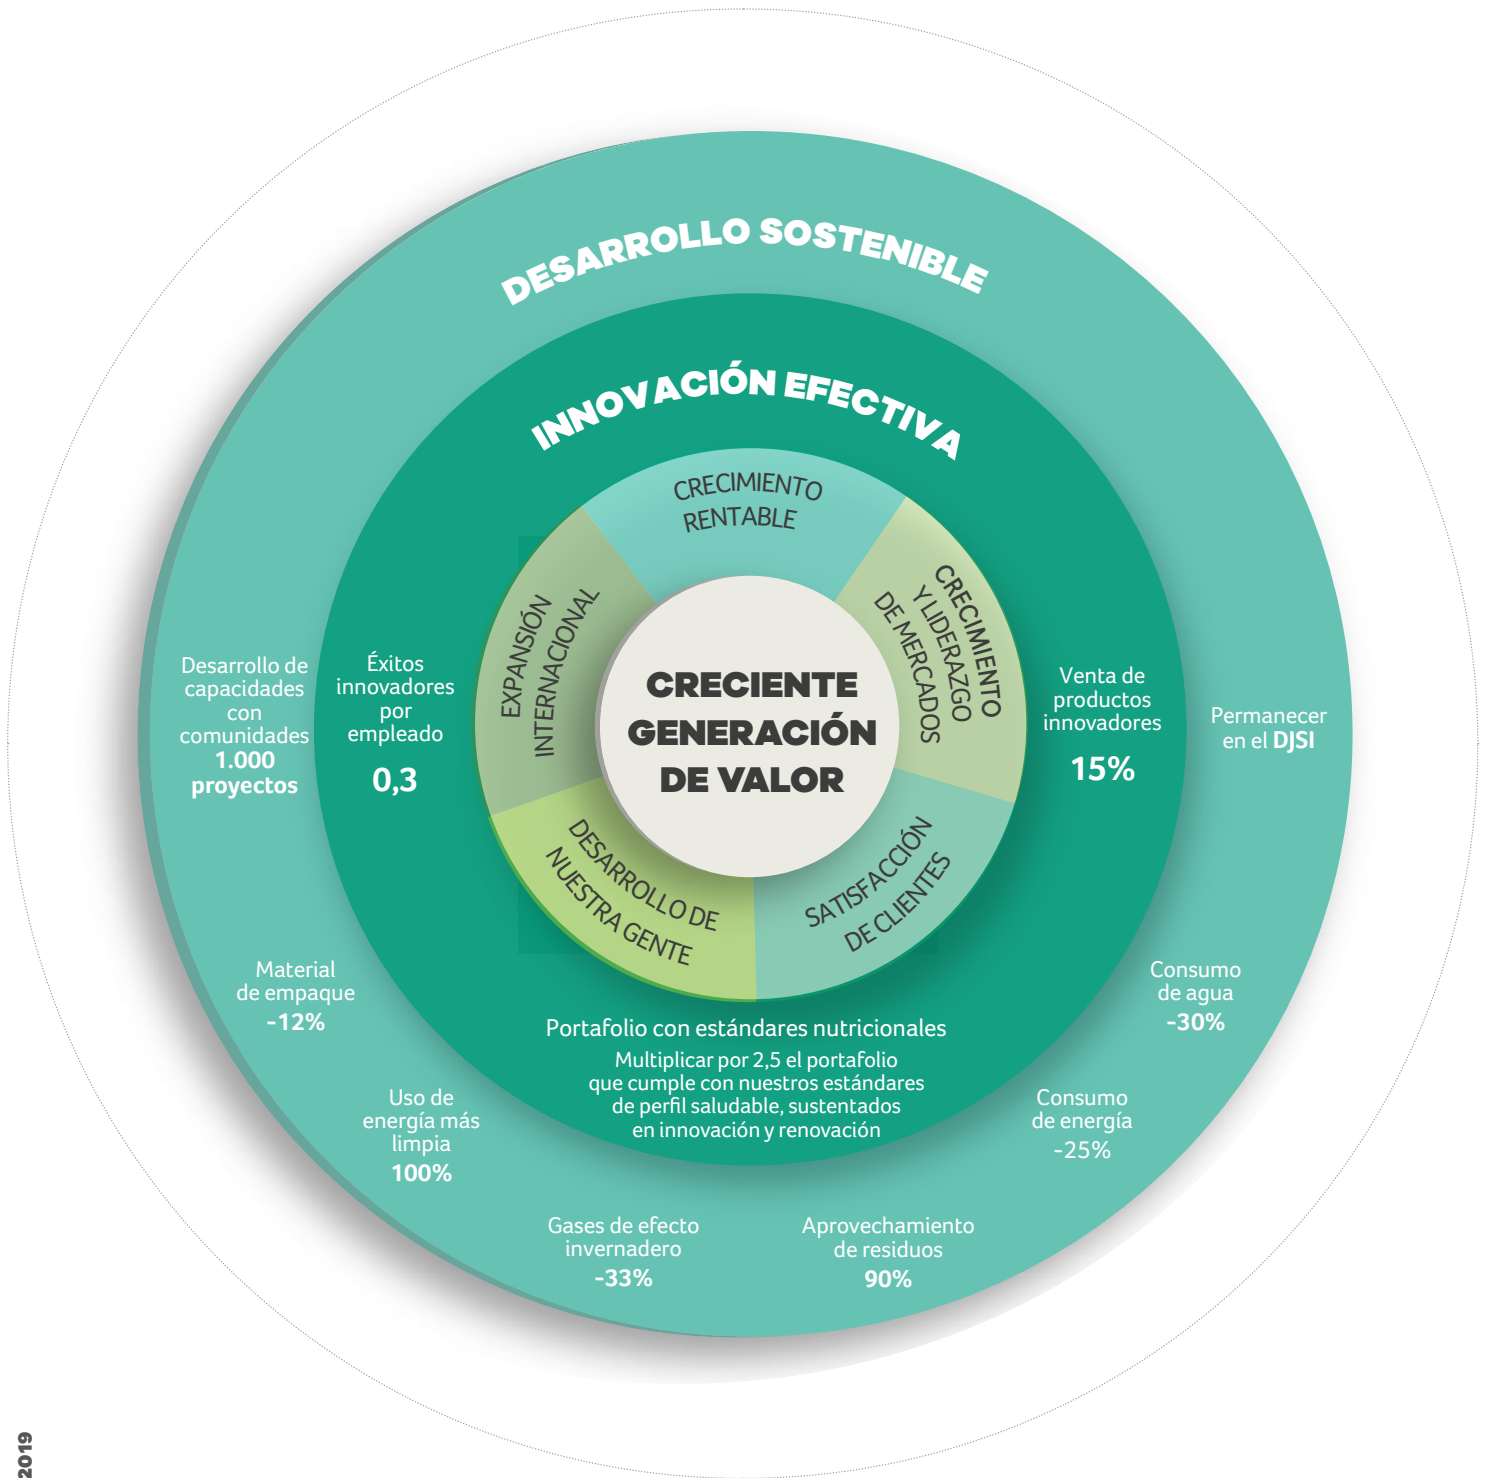 DESARROLLO SOSTENIBLE
INNOVACIÓN EFECTIVA
CRECIMIENTO
RENTABLE
CRECIMIENTO
Y LIDERAZGO
DE MERCADOS
SATISFACCIÓN
DE CLIENTES
DESARROLLO DE
NUESTRA GENTE
EXPANSIÓN
INTERNACIONAL
CRECIENTE
GENERACIÓN
DE VALOR
Desarrollo de
capacidades
con
comunidades
1.000
proyectos
Éxitos
innovadores
por
empleado
0,3
Venta de
productos
innovadores
15%
Permanecer
en el DJSI
Material
de empaque
-12%
Consumo
de agua
-30%
Portafolio con estándares nutricionales
Multiplicar por 2,5 el portafolio
que cumple con nuestros estándares
de perfil saludable, sustentados
en innovación y renovación
Uso de
energía más
limpia
100%
Consumo
de energía
-25%
Gases de efecto
invernadero
-33%
Aprovechamiento
de residuos
90%
2019